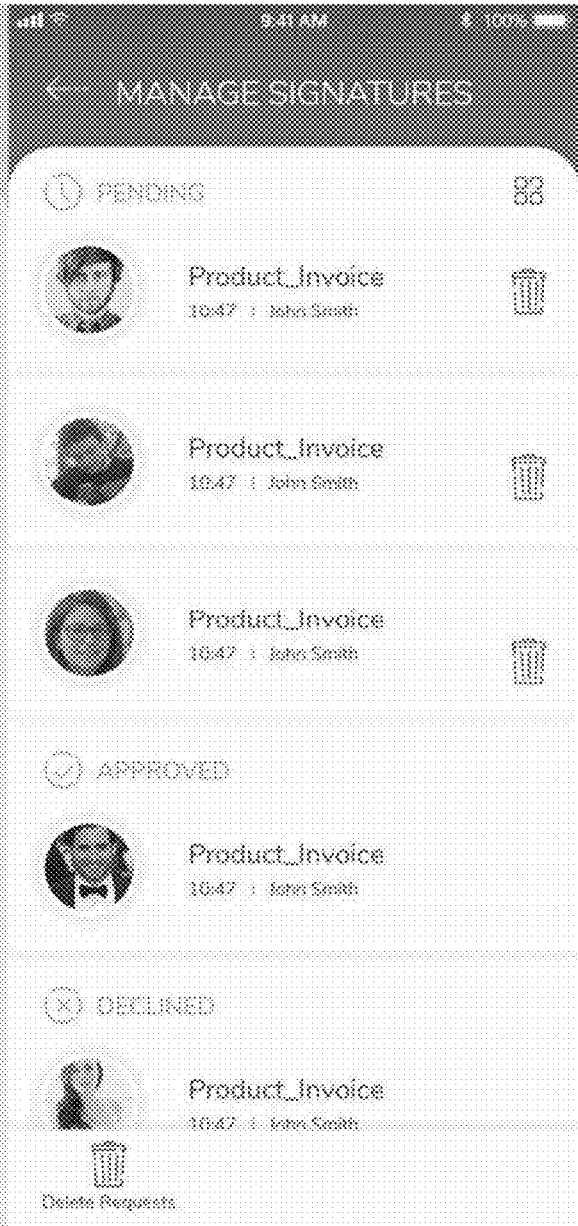 9:41 AM 100%
MANAGE SIGNATURES
PENDING
Product_Invoice
10:47 | John Smith
Product_Invoice
10:47 | John Smith
Product_Invoice
10:47 | John Smith
APPROVED
Product_Invoice
10:47 | John Smith
DECLINED
Product_Invoice
10:47 | John Smith
Delete Requests